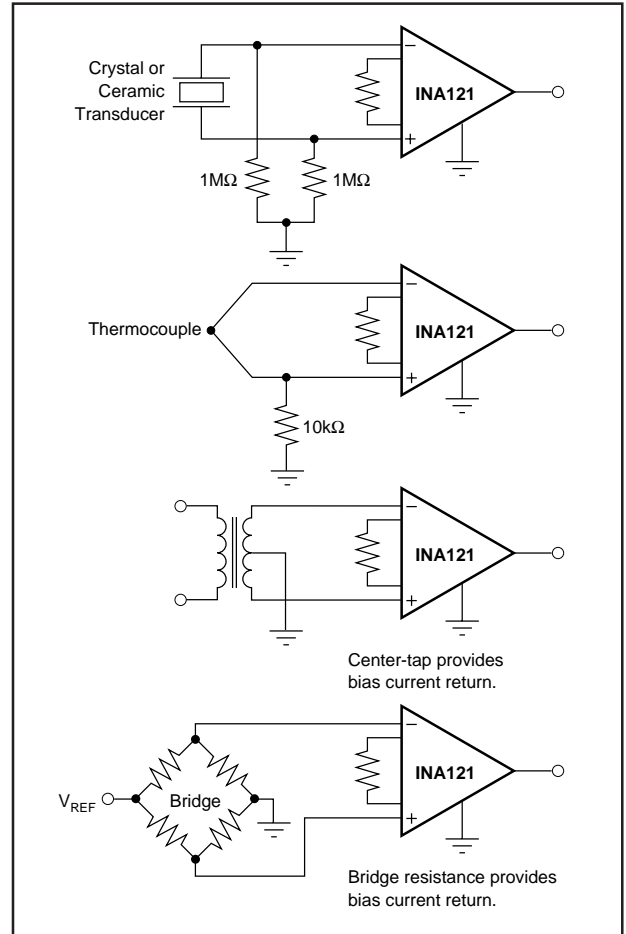 Crystal or
Ceramic
Transducer
−
INA121
+
1MΩ
1MΩ
−
Thermocouple
INA121
+
10kΩ
−
INA121
+
Center-tap provides
bias current return.
−
INA121
VREF
Bridge
+
Bridge resistance provides
bias current return.